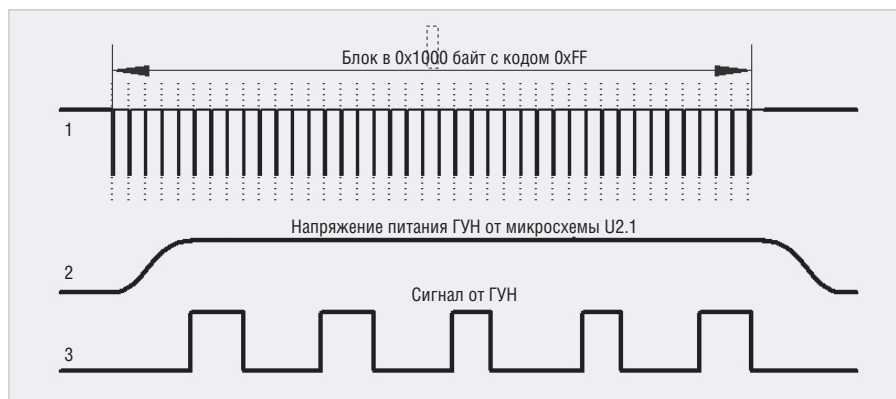 Блок в 0x1000 байт с кодом 0xFF
1
Напряжение питания ГУН от микросхемы U2.1
2
Сигнал от ГУН
3